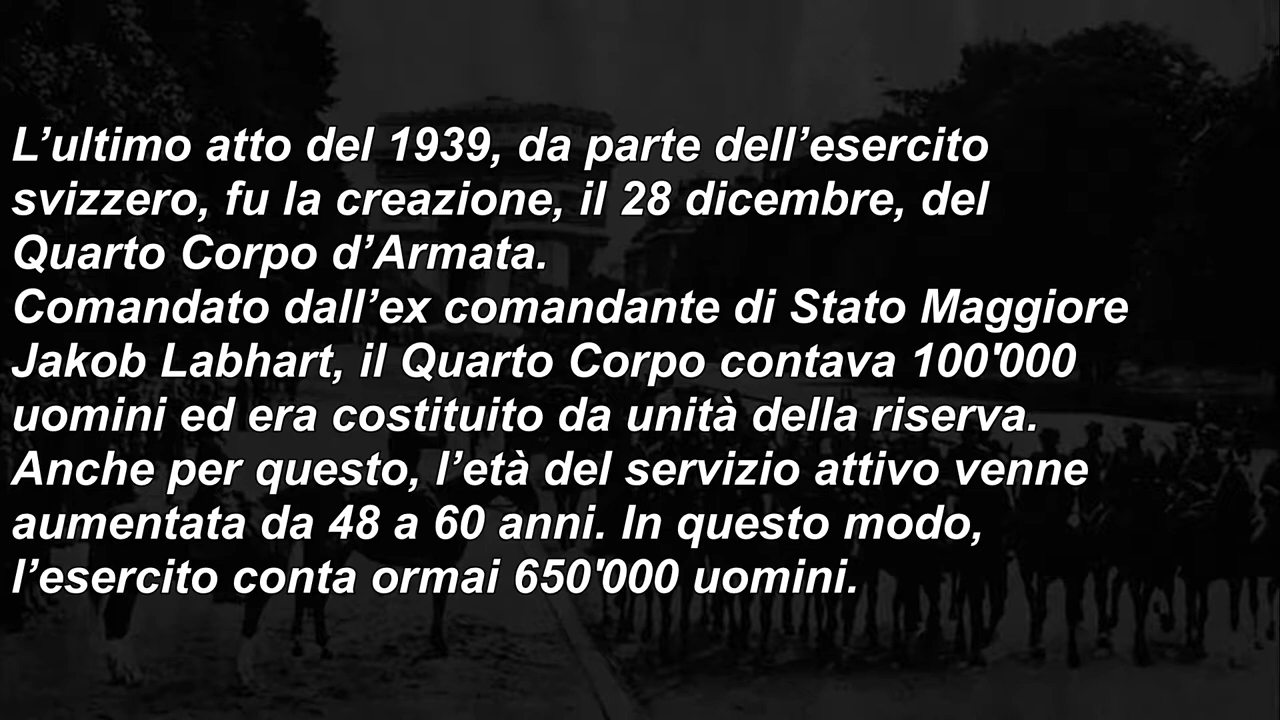 L’ultimo atto del 1939, da parte dell’esercito
svizzero, fu la creazione, il 28 dicembre, del
Quarto Corpo d’Armata.
Comandato dall’ex comandante di Stato Maggiore
Jakob Labhart, il Quarto Corpo contava 100'000
uomini ed era costituito da unità della riserva.
Anche per questo, l’età del servizio attivo venne
aumentata da 48 a 60 anni. In questo modo,
l’esercito conta ormai 650'000 uomini.